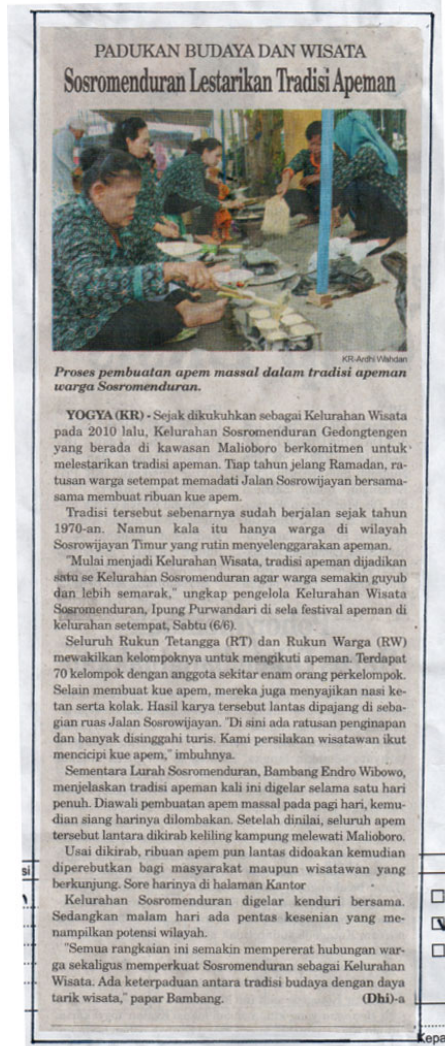 PADUKAN BUDAYA DAN WISATA
Sosromenduran Lestarikan Tradisi Apeman
KR-Ardhi Wahdan
Proses pembuatan apem massal dalam tradisi apeman
warga Sosromenduran.
YOGYA (KR) - Sejak dikukuhkan sebagai Kelurahan Wisata
pada 2010 lalu, Kelurahan Sosromenduran Gedongtengen
yang berada di kawasan Malioboro berkomitmen untuk
melestarikan tradisi apeman. Tiap tahun jelang Ramadan, ra-
tusan warga setempat memadati Jalan Sosrowijayan bersama-
sama membuat ribuan kue apem.
Tradisi tersebut sebenarnya sudah berjalan sejak tahun
1970-an. Namun kala itu hanya warga di wilayah
Sosrowijayan Timur yang rutin menyelenggarakan apeman.
"Mulai menjadi Kelurahan Wisata, tradisi apeman dijadikan
satu se Kelurahan Sosromenduran agar warga semakin guyub
dan lebih semarak," ungkap pengelola Kelurahan Wisata
Sosromenduran, Ipung Purwandari di sela festival apeman di
kelurahan setempat, Sabtu (6/6).
Seluruh Rukun Tetangga (RT) dan Rukun Warga (RW)
mewakilkan kelompoknya untuk mengikuti apeman. Terdapat
70 kelompok dengan anggota sekitar enam orang perkelompok.
Selain membuat kue apem, mereka juga menyajikan nasi ke-
tan serta kolak. Hasil karya tersebut lantas dipajang di seba-
gian ruas Jalan Sosrowijayan. "Di sini ada ratusan penginapan
dan banyak disinggahi turis. Kami persilakan wisatawan ikut
mencicipi kue apem," imbuhnya.
Sementara Lurah Sosromenduran, Bambang Endro Wibowo,
menjelaskan tradisi apeman kali ini digelar selama satu hari
penuh. Diawali pembuatan apem massal pada pagi hari, kemu-
dian siang harinya dilombakan. Setelah dinilai, seluruh apem
tersebut lantara dikirab keliling kampung melewati Malioboro.
Usai dikirab, ribuan apem pun lantas didoakan kemudian
diperebutkan bagi masyarakat maupun wisatawan yang
berkunjung. Sore harinya di halaman Kantor
Kelurahan Sosromenduran digelar kenduri bersama.
Sedangkan malam hari ada pentas kesenian yang me-
nampilkan potensi wilayah.
"Semua rangkaian ini semakin mempererat hubungan war-
ga sekaligus memperkuat Sosromenduran sebagai Kelurahan
Wisata. Ada keterpaduan antara tradisi budaya dengan daya
tarik wisata," papar Bambang. (Dhi)-a
si
Kepa